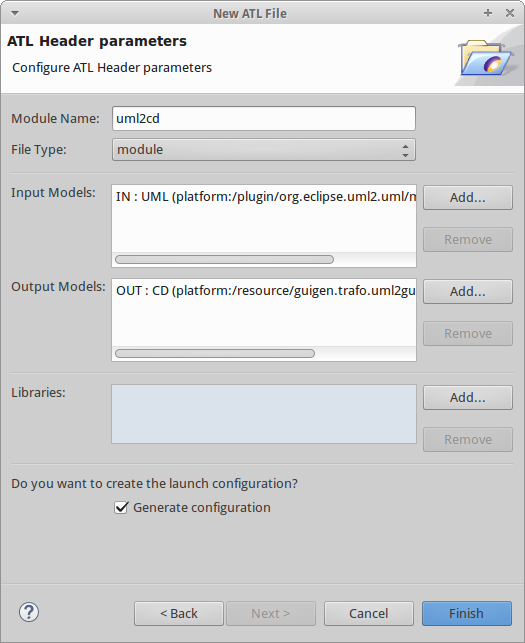 New ATL File
ATL Header parameters
Configure ATL Header parameters
Module Name: uml2cd
File Type: module
Input Models: IN : UML (platform:/plugin/org.eclipse.uml2.uml/m Add...
Remove
Output Models: OUT : CD (platform:/resource/guigen.trafo.uml2gu Add...
Remove
Libraries: Add...
Remove
Do you want to create the launch configuration?
Generate configuration
? < Back Next > Cancel Finish